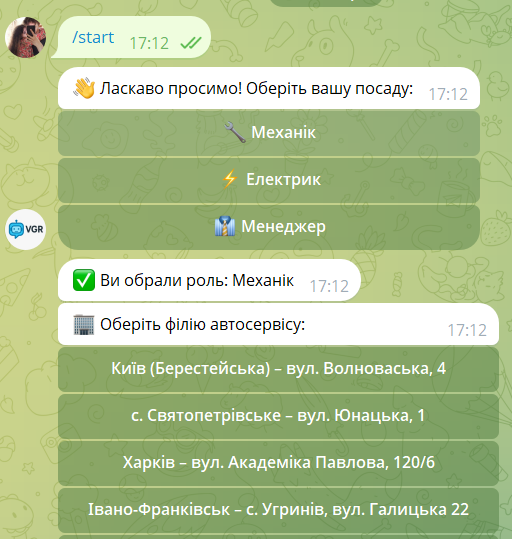 /start 17:12
👋 Ласкаво просимо! Оберіть вашу посаду: 17:12
🔧 Механік
⚡ Електрик
👔 Менеджер
VGR
✅ Ви обрали роль: Механік 17:12
🏢 Оберіть філію автосервісу: 17:12
Київ (Берестейська) – вул. Волноваська, 4
с. Святопетрівське – вул. Юнацька, 1
Харків – вул. Академіка Павлова, 120/6
Івано-Франківськ – с. Угринів, вул. Галицька 22